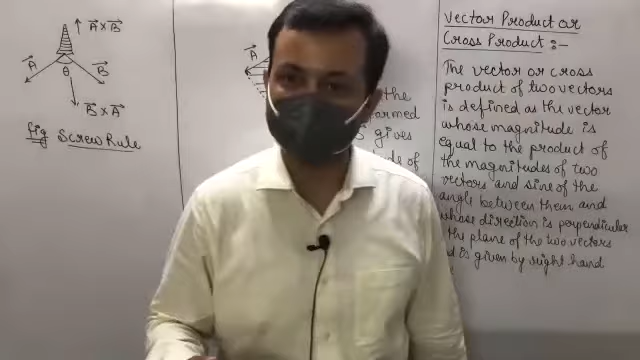 A × B
A
B
θ
B × A
Fig Screw Rule
A
the
formed
gives
of
Vector Product or
Cross Product :-
The vector or cross
product of two vectors
is defined as the vector
whose magnitude is
equal to the product of
the magnitudes of two
vectors and sine of the
angle between them and
whose direction is perpendicular
the plane of the two vectors
is given by right hand